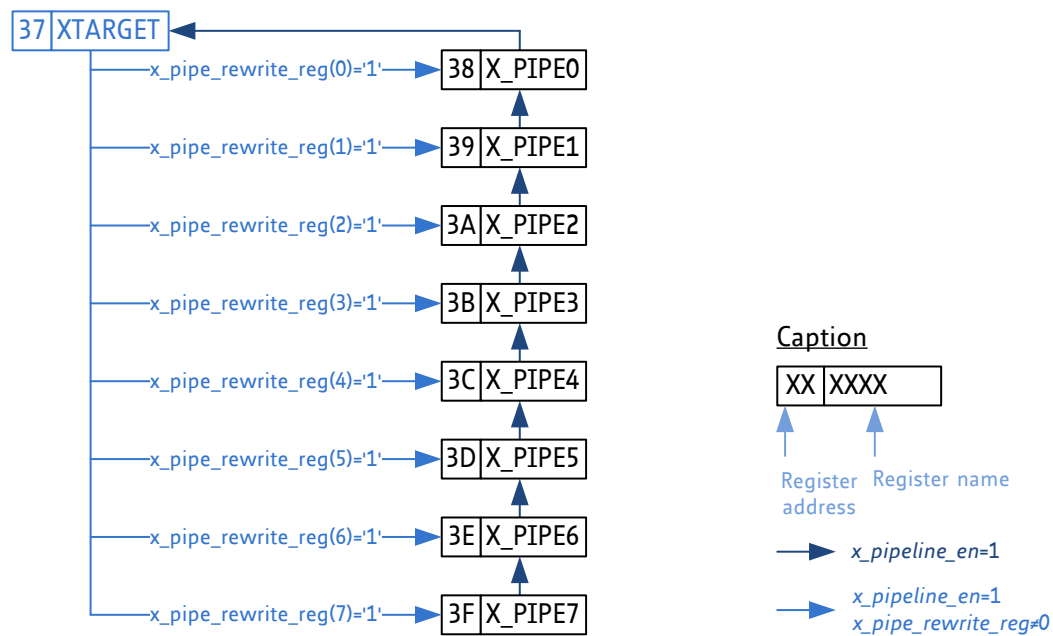 37 XTARGET
x_pipe_rewrite_reg(0)='1' 38 X_PIPE0
x_pipe_rewrite_reg(1)='1' 39 X_PIPE1
x_pipe_rewrite_reg(2)='1' 3A X_PIPE2
x_pipe_rewrite_reg(3)='1' 3B X_PIPE3
x_pipe_rewrite_reg(4)='1' 3C X_PIPE4
x_pipe_rewrite_reg(5)='1' 3D X_PIPE5
x_pipe_rewrite_reg(6)='1' 3E X_PIPE6
x_pipe_rewrite_reg(7)='1' 3F X_PIPE7
Caption
XX XXXX
Register
address
Register name
x_pipeline_en=1
x_pipeline_en=1
x_pipe_rewrite_reg≠0